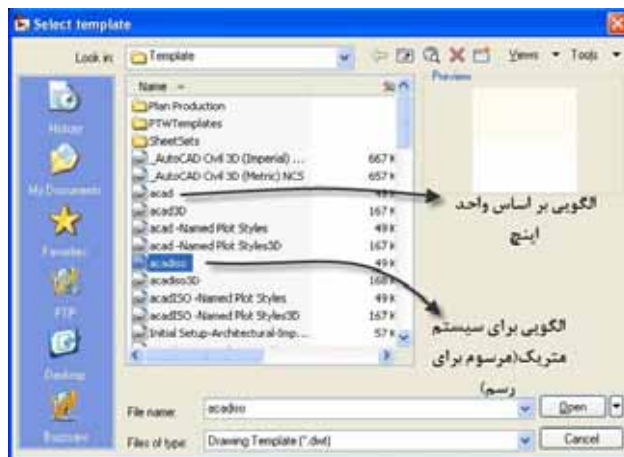 Select template
Look in: Template Views Tools
Name Preview
History
My Documents
Favorites
FTP
Desktop
Buzzsaw
Plan Production
PTWTemplates
SheetSets
_AutoCAD Civil 3D (Imperial) ... 667 K
_AutoCAD Civil 3D (Metric) NCS 657 K
acad 49 K
acad3D 167 K
acad -Named Plot Styles 49 K
acad -Named Plot Styles3D 167 K
acadiso 49 K
acadiso3D 168 K
acadISO -Named Plot Styles 49 K
acadISO -Named Plot Styles3D 167 K
Initial Setup-Architectural-Imp... 57 K
الگویی بر اساس واحد
اینچ
الگویی برای سیستم
متریک(مرسوم برای
رسم)
File name: acadiso Open
Files of type: Drawing Template (*.dwt) Cancel